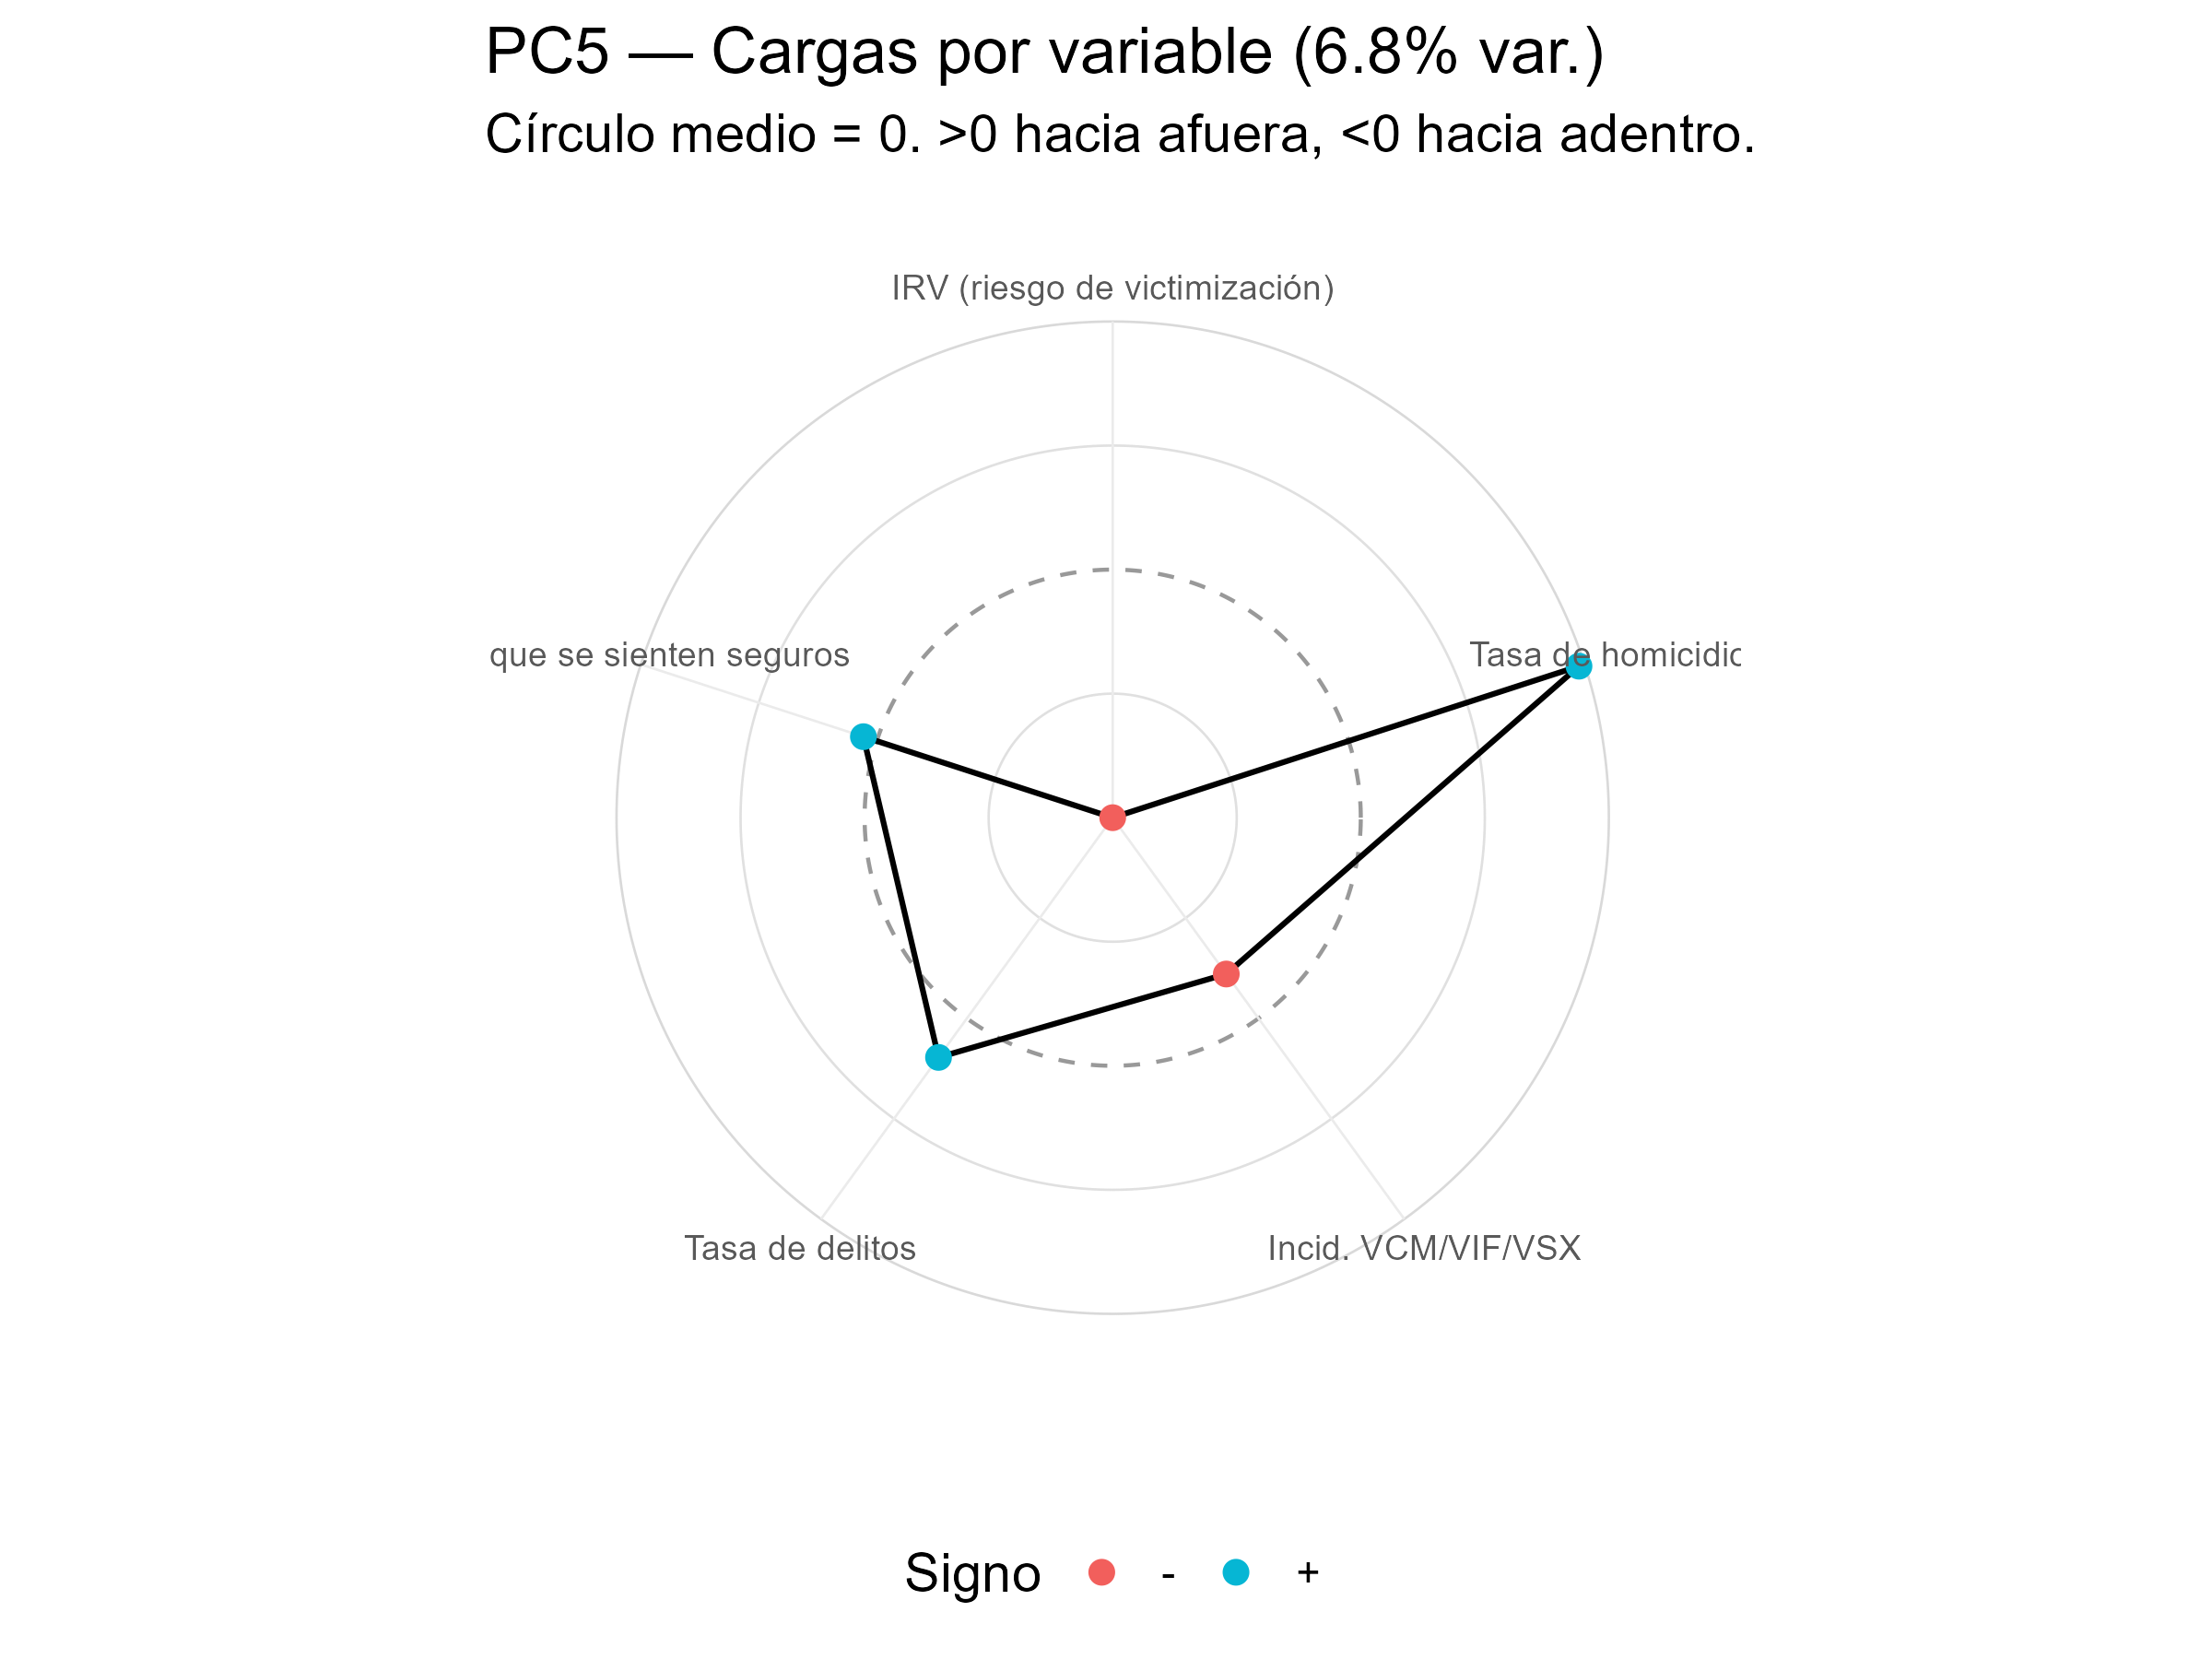 PC5 — Cargas por variable (6.8% var.)
Círculo medio = 0. >0 hacia afuera, <0 hacia adentro.
IRV (riesgo de victimización)
que se sienten seguros
Tasa de homicidio
Tasa de delitos
Incid. VCM/VIF/VSX
Signo - +